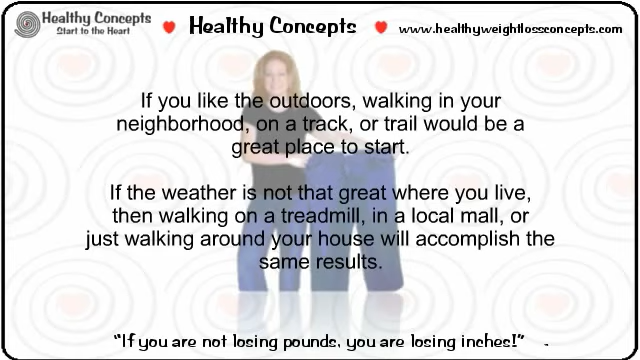 Healthy Concepts
Start to the Heart
Healthy Concepts
www.healthyweightlossconcepts.com
If you like the outdoors, walking in your
neighborhood, on a track, or trail would be a
great place to start.
If the weather is not that great where you live,
then walking on a treadmill, in a local mall, or
just walking around your house will accomplish the
same results.
"If you are not losing pounds, you are losing inches!"